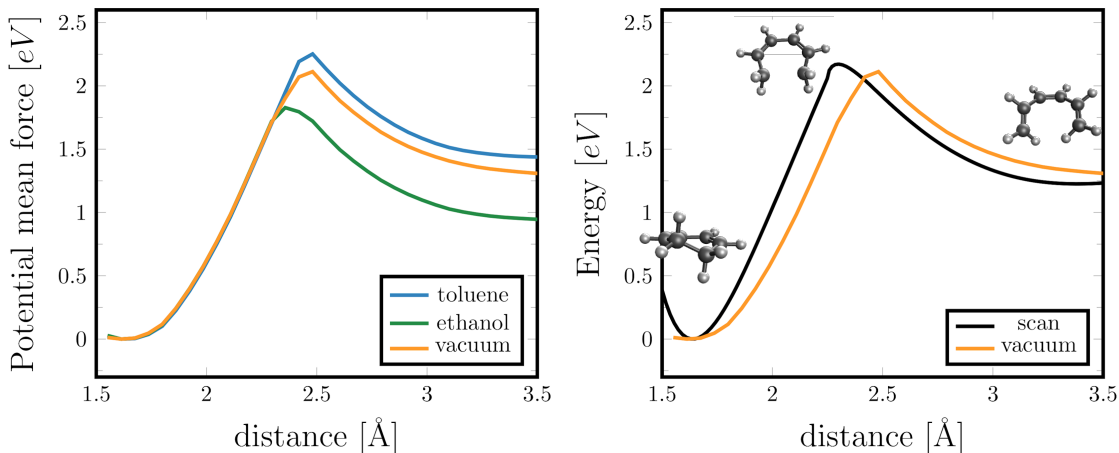 Potential mean force [eV]
2.5
2
1.5
1
0.5
0
toluene
ethanol
vacuum
1.5 2 2.5 3 3.5
distance [Å]
Energy [eV]
2.5
2
1.5
1
0.5
0
scan
vacuum
1.5 2 2.5 3 3.5
distance [Å]